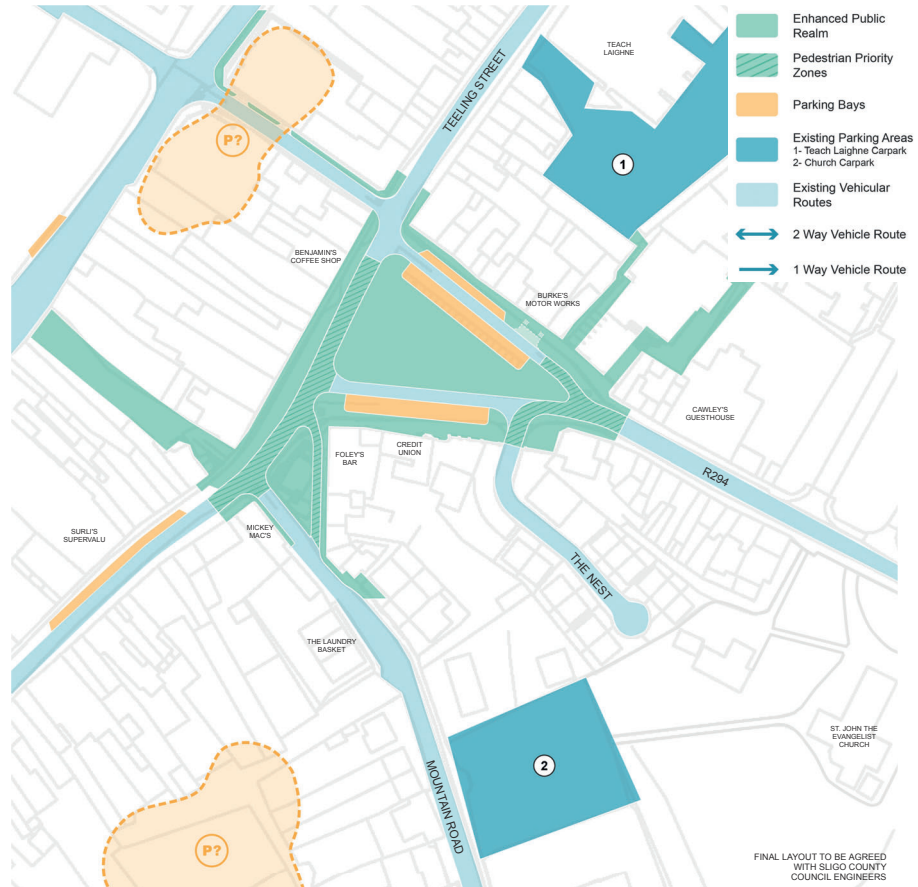 Enhanced Public
Realm
Pedestrian Priority
Zones
Parking Bays
Existing Parking Areas
1- Teach Laighne Carpark
2- Church Carpark
Existing Vehicular
Routes
2 Way Vehicle Route
1 Way Vehicle Route
TEACH
LAIGHNE
TEELING STREET
P?
1
BENJAMIN'S
COFFEE SHOP
BURKE'S
MOTOR WORKS
CAWLEY'S
GUESTHOUSE
CREDIT
UNION
FOLEY'S
BAR
R294
SURLI'S
SUPERVALU
MICKEY
MAC'S
THE NEST
THE LAUNDRY
BASKET
ST. JOHN THE
EVANGELIST
CHURCH
2
MOUNTAIN ROAD
P?
FINAL LAYOUT TO BE AGREED
WITH SLIGO COUNTY
COUNCIL ENGINEERS